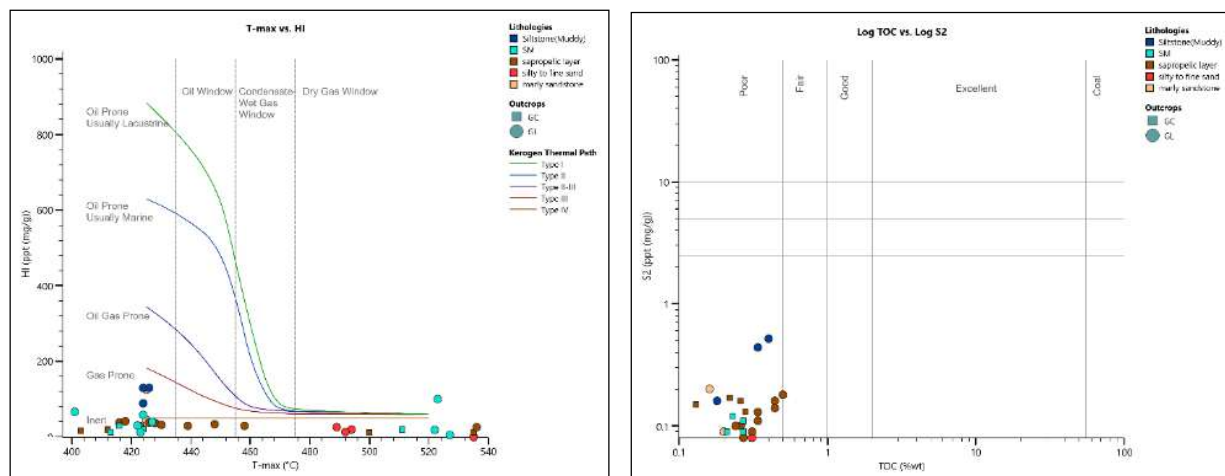 T-max vs. HI
HI (ppt (mg/g))
1000
800
600
400
200
0
400
420
440
460
480
500
520
540
T-max (°C)
Oil Window
Condensate-
Wet Gas
Window
Dry Gas Window
Oil Prone
Usually Lacustrine
Oil Prone
Usually Marine
Oil Gas Prone
Gas Prone
Inert
Lithologies
Siltstone(Muddy)
SM
sapropelic layer
silty to fine sand
marly sandstone
Outcrops
GC
GL
Kerogen Thermal Path
Type I
Type II
Type II-III
Type III
Type IV
Log TOC vs. Log S2
S2 (ppt (mg/g))
100
10
1
0.1
0.1
1
10
100
TOC (%wt)
Poor
Fair
Good
Excellent
Coal
Lithologies
Siltstone(Muddy)
SM
sapropelic layer
silty to fine sand
marly sandstone
Outcrops
GC
GL